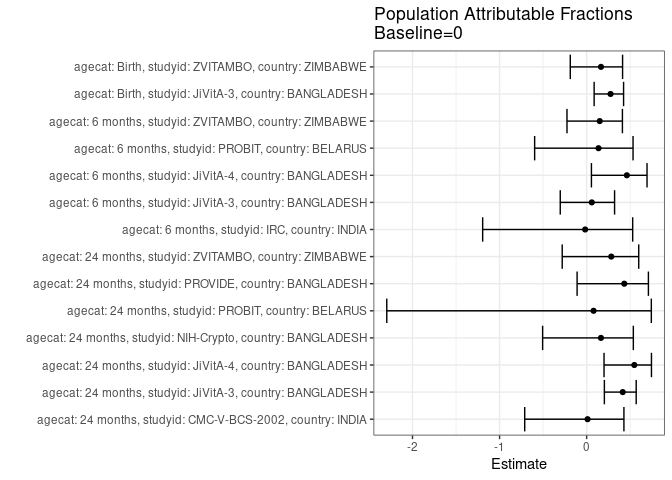 Population Attributable Fractions
Baseline=0
agecat: Birth, studyid: ZVITAMBO, country: ZIMBABWE
agecat: Birth, studyid: JiVitA-3, country: BANGLADESH
agecat: 6 months, studyid: ZVITAMBO, country: ZIMBABWE
agecat: 6 months, studyid: PROBIT, country: BELARUS
agecat: 6 months, studyid: JiVitA-4, country: BANGLADESH
agecat: 6 months, studyid: JiVitA-3, country: BANGLADESH
agecat: 6 months, studyid: IRC, country: INDIA
agecat: 24 months, studyid: ZVITAMBO, country: ZIMBABWE
agecat: 24 months, studyid: PROVIDE, country: BANGLADESH
agecat: 24 months, studyid: PROBIT, country: BELARUS
agecat: 24 months, studyid: NIH-Crypto, country: BANGLADESH
agecat: 24 months, studyid: JiVitA-4, country: BANGLADESH
agecat: 24 months, studyid: JiVitA-3, country: BANGLADESH
agecat: 24 months, studyid: CMC-V-BCS-2002, country: INDIA
-2 -1 0
Estimate